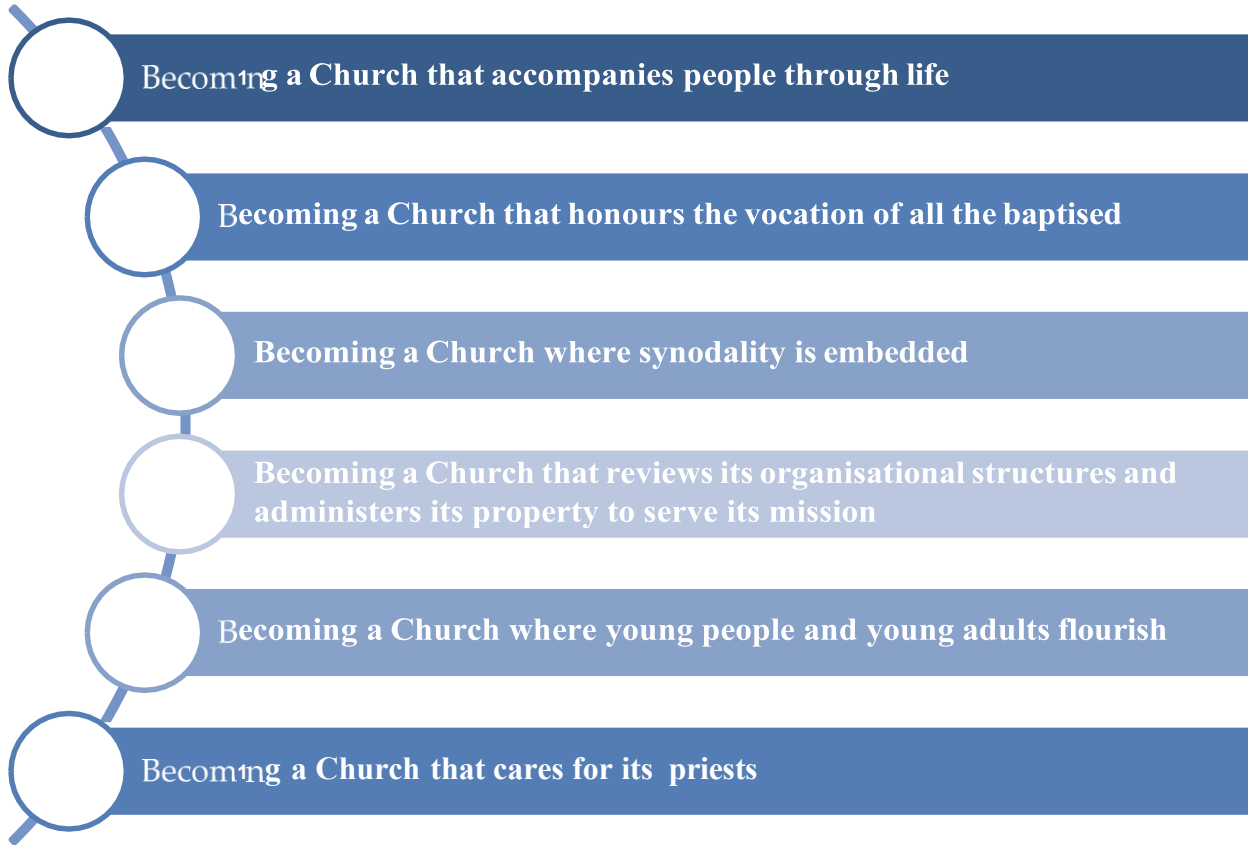 Becoming a Church that accompanies people through life
Becoming a Church that honours the vocation of all the baptised
Becoming a Church where synodality is embedded
Becoming a Church that reviews its organisational structures and
administers its property to serve its mission
Becoming a Church where young people and young adults flourish
Becoming a Church that cares for its priests